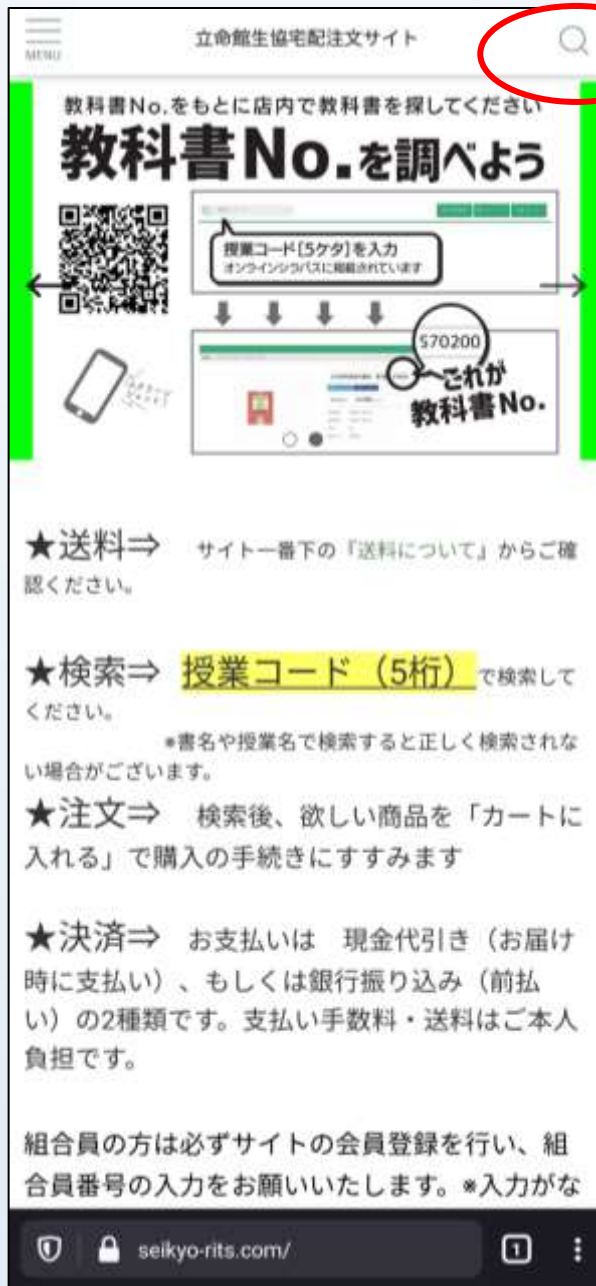 MENU
立命館生協宅配注文サイト
教科書No.をもとに店内で教科書を探してください
教科書No.を調べよう
授業コード[5ケタ]を入力
オンラインシラバスに掲載されています
570200
これが
教科書No.
★送料⇒ サイト一番下の『送料について』からご確
認ください。
★検索⇒ 授業コード（5桁）で検索して
ください。
※書名や授業名で検索すると正しく検索されな
い場合がございます。
★注文⇒ 検索後、欲しい商品を「カートに
入れる」で購入の手続きにすすみます
★決済⇒ お支払いは 現金代引き（お届け
時に支払い）、もしくは銀行振り込み（前払
い）の2種類です。支払い手数料・送料はご本人
負担です。
組合員の方は必ずサイトの会員登録を行い、組
合員番号の入力をお願いいたします。※入力がな
seikyo-rits.com/
1